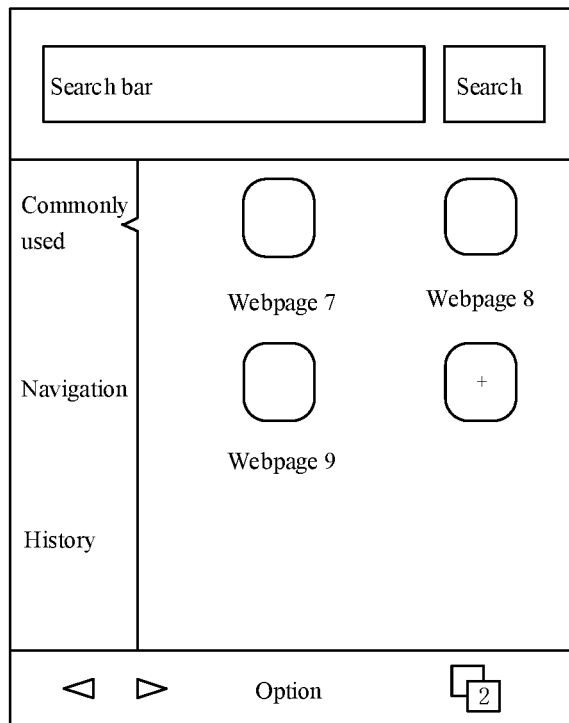 Search bar
Search
Commonly
used
Webpage 7
Webpage 8
Navigation
+
Webpage 9
History
Option
2